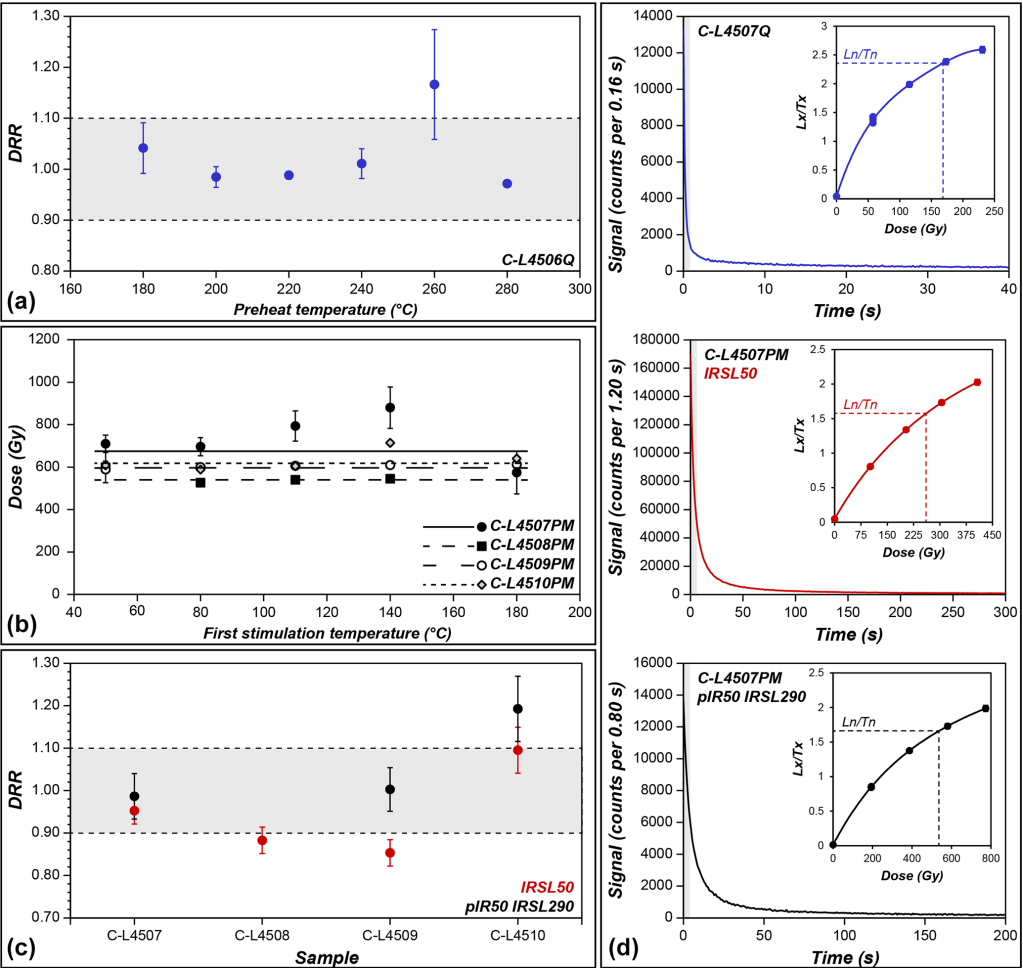 1.30
1.20
1.10
1.00
0.90
0.80
DRR
160
180
200
220
240
260
280
300
Preheat temperature (°C)
C-L4506Q
(a)
1200
1000
800
600
400
200
0
Dose (Gy)
40
60
80
100
120
140
160
180
200
First stimulation temperature (°C)
C-L4507PM
C-L4508PM
C-L4509PM
C-L4510PM
(b)
1.30
1.20
1.10
1.00
0.90
0.80
0.70
DRR
C-L4507
C-L4508
C-L4509
C-L4510
Sample
IRSL50
pIR50 IRSL290
(c)
14000
12000
10000
8000
6000
4000
2000
0
Signal (counts per 0.16 s)
0
10
20
30
40
Time (s)
C-L4507Q
3
2.5
2
1.5
1
0.5
0
Lx/Tx
Ln/Tn
0
50
100
150
200
250
Dose (Gy)
180000
160000
140000
120000
100000
80000
60000
40000
20000
0
Signal (counts per 1.20 s)
0
50
100
150
200
250
300
Time (s)
C-L4507PM
IRSL50
2.5
2
1.5
1
0.5
0
Lx/Tx
Ln/Tn
0
75
150
225
300
375
450
Dose (Gy)
16000
14000
12000
10000
8000
6000
4000
2000
0
Signal (counts per 0.80 s)
0
50
100
150
200
Time (s)
C-L4507PM
pIR50 IRSL290
2.5
2
1.5
1
0.5
0
Lx/Tx
Ln/Tn
0
200
400
600
800
Dose (Gy)
(d)